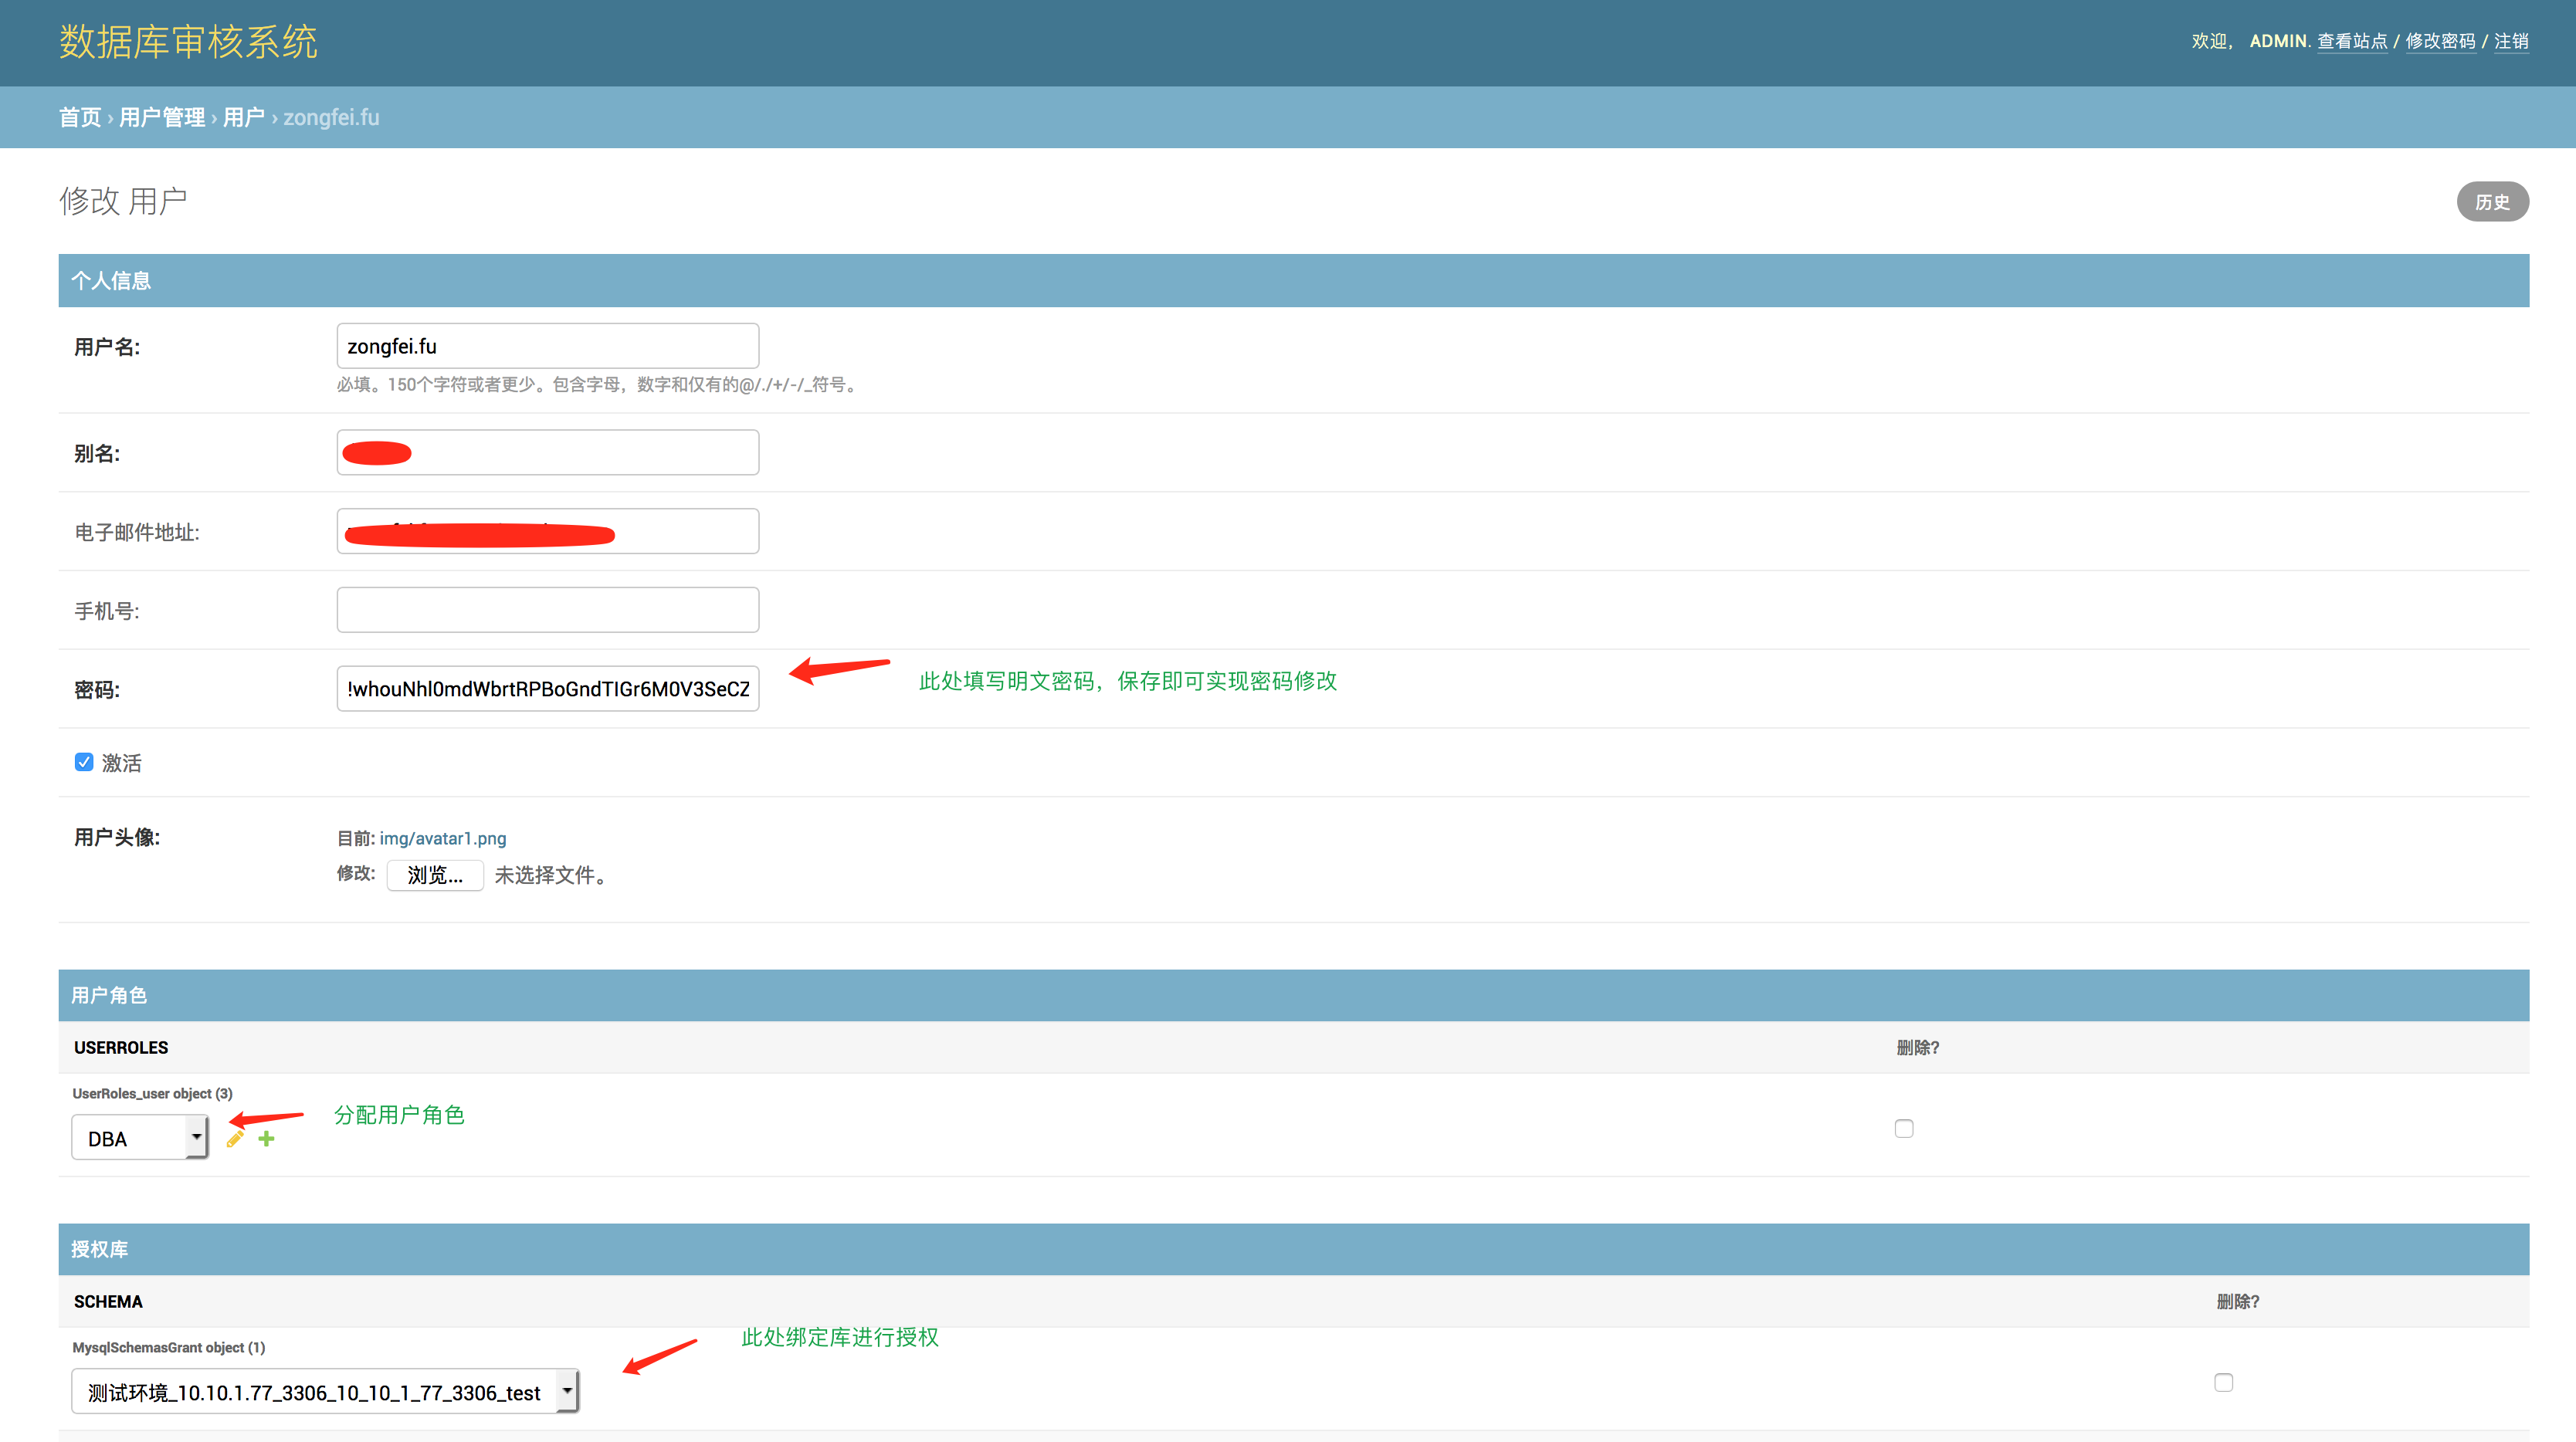 数据库审核系统
欢迎， ADMIN. 查看站点 / 修改密码 / 注销
首页 › 用户管理 › 用户 › zongfei.fu
修改 用户
历史
个人信息
用户名:
zongfei.fu
必填。150个字符或者更少。包含字母，数字和仅有的@/./+/-/_符号。
别名:
电子邮件地址:
手机号:
密码:
!whouNhl0mdWbrtRPBoGndTIGr6M0V3SeCZ
此处填写明文密码，保存即可实现密码修改
激活
用户头像:
目前: img/avatar1.png
修改: 浏览... 未选择文件。
用户角色
USERROLES
删除?
UserRoles_user object (3)
DBA
分配用户角色
授权库
SCHEMA
删除?
MysqlSchemasGrant object (1)
此处绑定库进行授权
测试环境_10.10.1.77_3306_10_10_1_77_3306_test